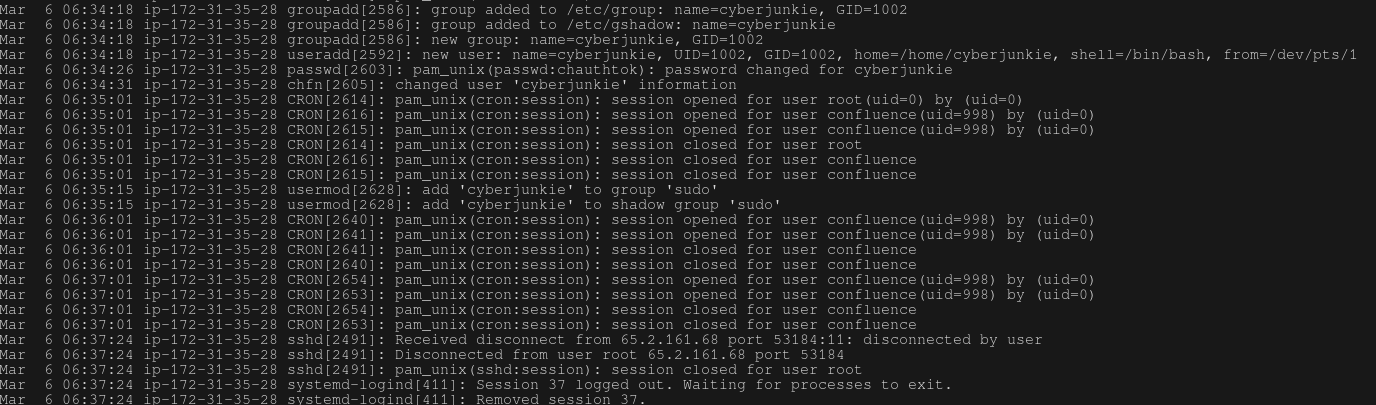 Mar  6 06:34:18 ip-172-31-35-28 groupadd[2586]: group added to /etc/group: name=cyberjunkie, GID=1002
Mar  6 06:34:18 ip-172-31-35-28 groupadd[2586]: group added to /etc/gshadow: name=cyberjunkie
Mar  6 06:34:18 ip-172-31-35-28 groupadd[2586]: new group: name=cyberjunkie, GID=1002
Mar  6 06:34:18 ip-172-31-35-28 useradd[2592]: new user: name=cyberjunkie, UID=1002, GID=1002, home=/home/cyberjunkie, shell=/bin/bash, from=/dev/pts/1
Mar  6 06:34:26 ip-172-31-35-28 passwd[2603]: pam_unix(passwd:chauthtok): password changed for cyberjunkie
Mar  6 06:34:31 ip-172-31-35-28 chfn[2605]: changed user 'cyberjunkie' information
Mar  6 06:35:01 ip-172-31-35-28 CRON[2614]: pam_unix(cron:session): session opened for user root(uid=0) by (uid=0)
Mar  6 06:35:01 ip-172-31-35-28 CRON[2616]: pam_unix(cron:session): session opened for user confluence(uid=998) by (uid=0)
Mar  6 06:35:01 ip-172-31-35-28 CRON[2615]: pam_unix(cron:session): session opened for user confluence(uid=998) by (uid=0)
Mar  6 06:35:01 ip-172-31-35-28 CRON[2614]: pam_unix(cron:session): session closed for user root
Mar  6 06:35:01 ip-172-31-35-28 CRON[2616]: pam_unix(cron:session): session closed for user confluence
Mar  6 06:35:01 ip-172-31-35-28 CRON[2615]: pam_unix(cron:session): session closed for user confluence
Mar  6 06:35:15 ip-172-31-35-28 usermod[2628]: add 'cyberjunkie' to group 'sudo'
Mar  6 06:35:15 ip-172-31-35-28 usermod[2628]: add 'cyberjunkie' to shadow group 'sudo'
Mar  6 06:36:01 ip-172-31-35-28 CRON[2640]: pam_unix(cron:session): session opened for user confluence(uid=998) by (uid=0)
Mar  6 06:36:01 ip-172-31-35-28 CRON[2641]: pam_unix(cron:session): session opened for user confluence(uid=998) by (uid=0)
Mar  6 06:36:01 ip-172-31-35-28 CRON[2641]: pam_unix(cron:session): session closed for user confluence
Mar  6 06:36:01 ip-172-31-35-28 CRON[2640]: pam_unix(cron:session): session closed for user confluence
Mar  6 06:37:01 ip-172-31-35-28 CRON[2654]: pam_unix(cron:session): session opened for user confluence(uid=998) by (uid=0)
Mar  6 06:37:01 ip-172-31-35-28 CRON[2653]: pam_unix(cron:session): session opened for user confluence(uid=998) by (uid=0)
Mar  6 06:37:01 ip-172-31-35-28 CRON[2654]: pam_unix(cron:session): session closed for user confluence
Mar  6 06:37:01 ip-172-31-35-28 CRON[2653]: pam_unix(cron:session): session closed for user confluence
Mar  6 06:37:24 ip-172-31-35-28 sshd[2491]: Received disconnect from 65.2.161.68 port 53184:11: disconnected by user
Mar  6 06:37:24 ip-172-31-35-28 sshd[2491]: Disconnected from user root 65.2.161.68 port 53184
Mar  6 06:37:24 ip-172-31-35-28 sshd[2491]: pam_unix(sshd:session): session closed for user root
Mar  6 06:37:24 ip-172-31-35-28 systemd-logind[411]: Session 37 logged out. Waiting for processes to exit.
Mar  6 06:37:24 ip-172-31-35-28 systemd-logind[411]: Removed session 37.